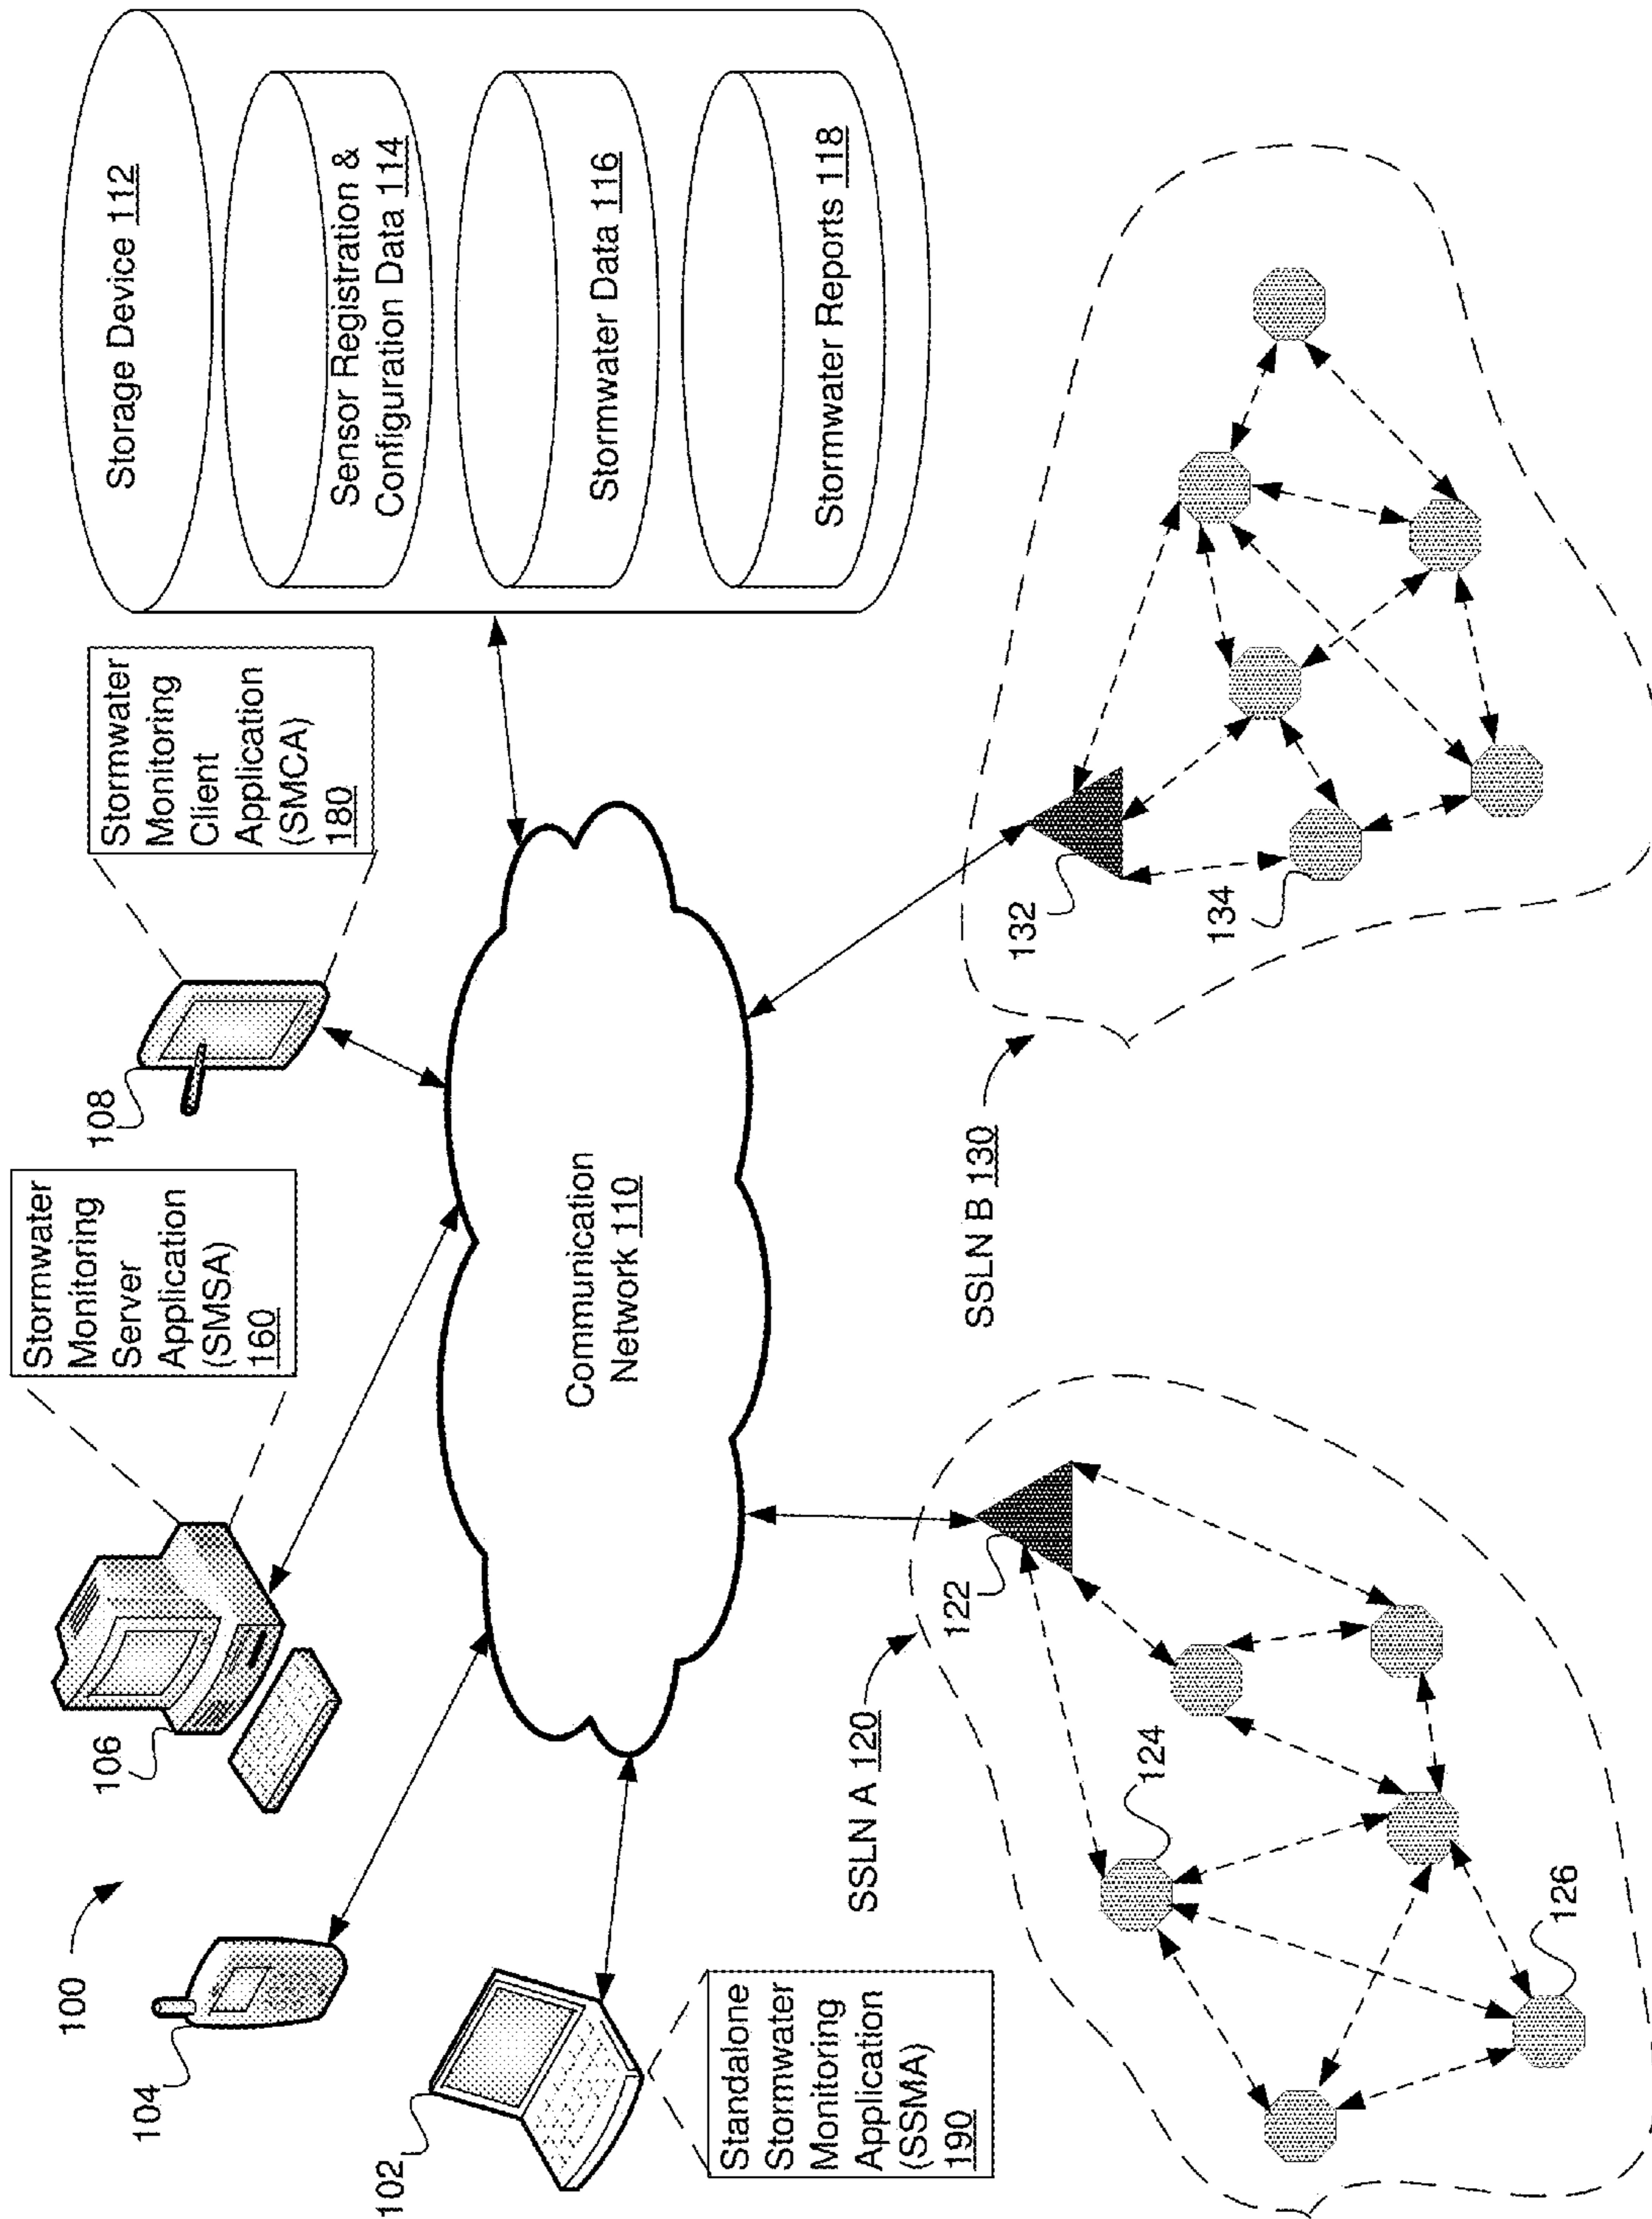 100
104
102
106
108
Stormwater
Monitoring
Server
Application
(SMSA)
160
Stormwater
Monitoring
Client
Application
(SMCA)
180
Storage Device 112
Sensor Registration &
Configuration Data 114
Stormwater Data 116
Stormwater Reports 118
Communication
Network 110
Standalone
Stormwater
Monitoring
Application
(SSMA)
190
SSLN A 120
122
124
126
SSLN B 130
132
134